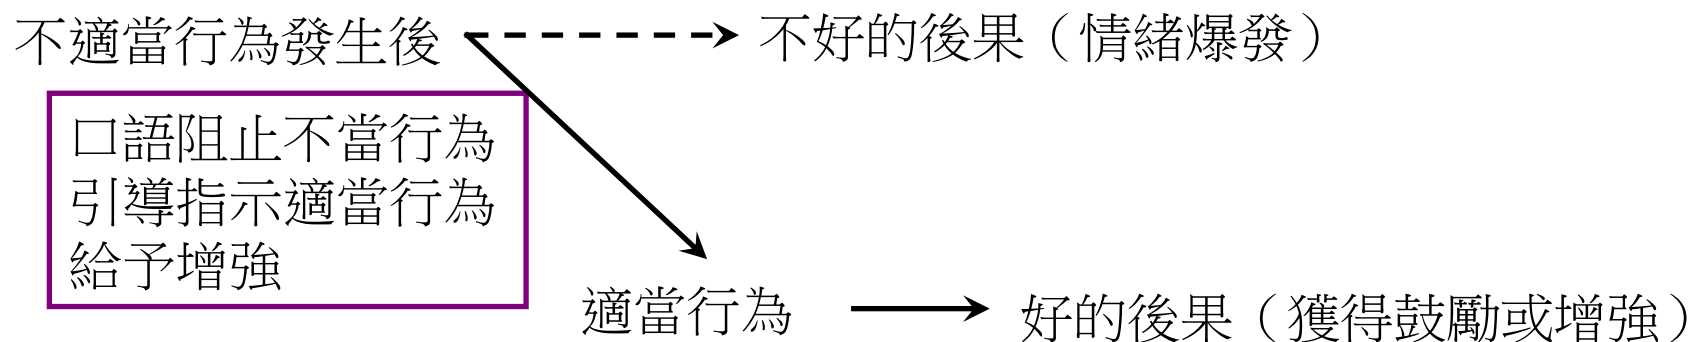 不適當行為發生後
不好的後果（情緒爆發）
口語阻止不當行為
引導指示適當行為
給予增強
適當行為
好的後果（獲得鼓勵或增強）